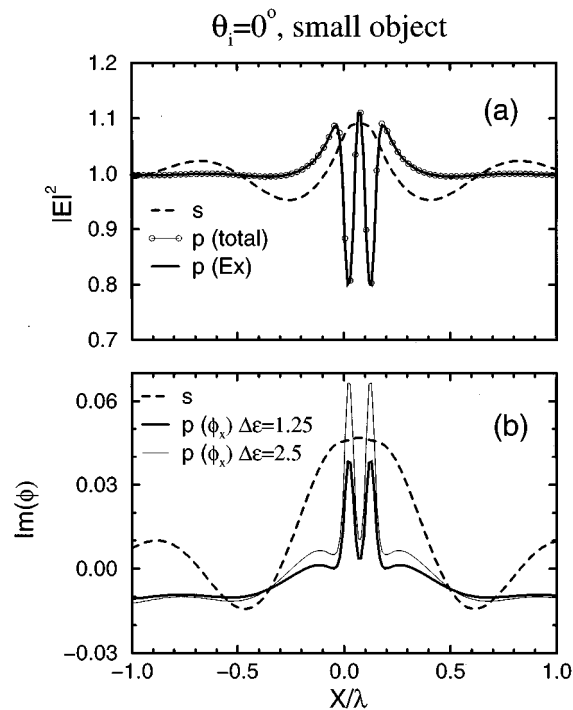 θi=0°, small object
1.2
1.1
1.0
0.9
0.8
0.7
|E|²
(a)
s
p (total)
p (Ex)
0.06
0.03
0.00
−0.03
Im(ϕ)
(b)
s
p (ϕx) Δε=1.25
p (ϕx) Δε=2.5
−1.0 −0.5 0.0 0.5 1.0
X/λ